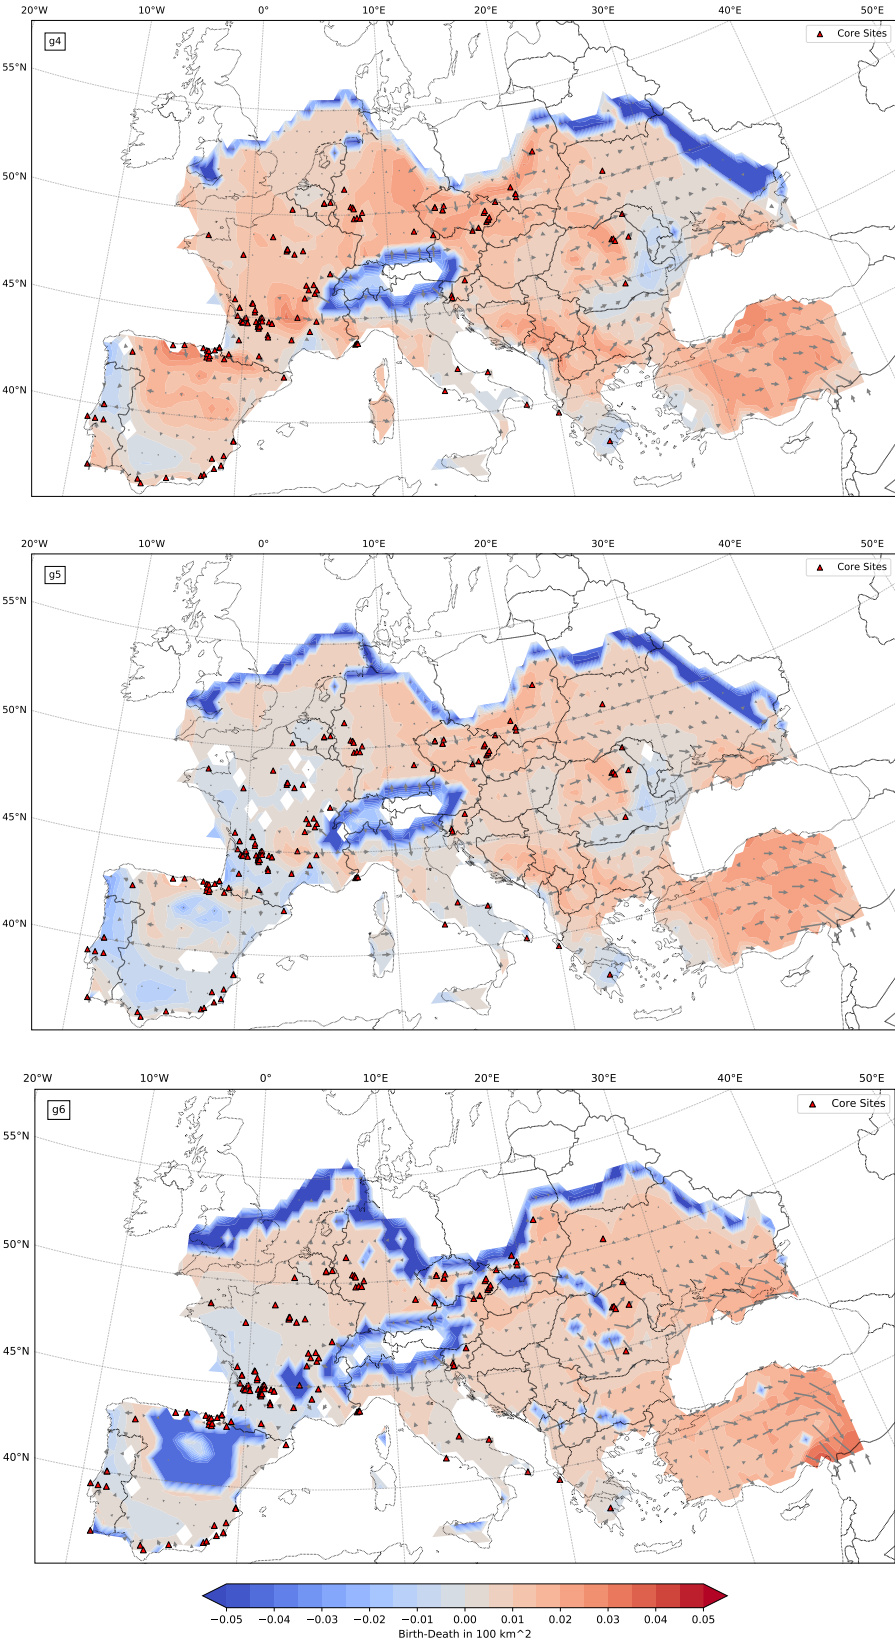 20°W 10°W 0° 10°E 20°E 30°E 40°E 50°E
g4
Core Sites
55°N
50°N
45°N
40°N
20°W 10°W 0° 10°E 20°E 30°E 40°E 50°E
g5
Core Sites
55°N
50°N
45°N
40°N
20°W 10°W 0° 10°E 20°E 30°E 40°E 50°E
g6
Core Sites
55°N
50°N
45°N
40°N
−0.05 −0.04 −0.03 −0.02 −0.01 0.00 0.01 0.02 0.03 0.04 0.05
Birth-Death in 100 km^2